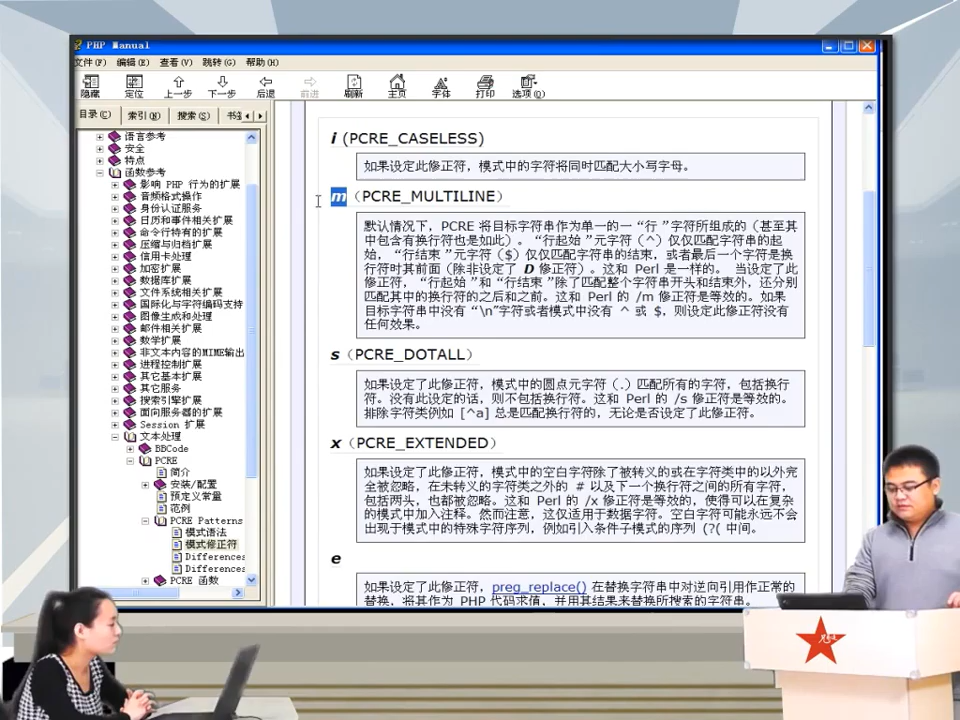 PHP Manual
文件(F) 编辑(E) 查看(V) 跳转(G) 帮助(H)
隐藏 定位 上一步 下一步 后退 前进 刷新 主页 字体 打印 选项(O)
目录(C) 索引(N) 搜索(S) 书签
语言参考
安全
特点
函数参考
影响 PHP 行为的扩展
音频格式操作
身份认证服务
日历和事件相关扩展
命令行特有的扩展
压缩与归档扩展
信用卡处理
加密扩展
数据库扩展
文件系统相关扩展
国际化与字符编码支持
图像生成和处理
邮件相关扩展
数学扩展
非文本内容的MIME输出
进程控制扩展
其它基本扩展
其它服务
搜索引擎扩展
面向服务器的扩展
Session 扩展
文本处理
BBCode
PCRE
简介
安装/配置
预定义常量
范例
PCRE Patterns
模式语法
模式修正符
Differences
Differences
PCRE 函数
i (PCRE_CASELESS)
如果设定此修正符，模式中的字符将同时匹配大小写字母。
m（PCRE_MULTILINE）
默认情况下，PCRE 将目标字符串作为单一的一“行”字符所组成的（甚至其
中包含有换行符也是如此）。“行起始”元字符（^）仅仅匹配字符串的起
始，“行结束”元字符（$）仅仅匹配字符串的结束，或者最后一个字符是换
行符时其前面（除非设定了 D 修正符）。这和 Perl 是一样的。 当设定了此
修正符，“行起始”和“行结束”除了匹配整个字符串开头和结束外，还分别
匹配其中的换行符的之后和之前。这和 Perl 的 /m 修正符是等效的。如果
目标字符串中没有“\n”字符或者模式中没有 ^ 或 $，则设定此修正符没有
任何效果。
s（PCRE_DOTALL）
如果设定了此修正符，模式中的圆点元字符（.）匹配所有的字符，包括换行
符。没有此设定的话，则不包括换行符。这和 Perl 的 /s 修正符是等效的。
排除字符类例如 [^a] 总是匹配换行符的，无论是否设定了此修正符。
x（PCRE_EXTENDED）
如果设定了此修正符，模式中的空白字符除了被转义的或在字符类中的以外完
全被忽略，在未转义的字符类之外的 # 以及下一个换行符之间的所有字符，
包括两头，也都被忽略。这和 Perl 的 /x 修正符是等效的，使得可以在复杂
的模式中加入注释。然而注意，这仅适用于数据字符。空白字符可能永远不会
出现于模式中的特殊字符序列，例如引入条件子模式的序列 (?( 中间。
e
如果设定了此修正符，preg_replace() 在替换字符串中对逆向引用作正常的
替换，将其作为 PHP 代码求值，并用其结果来替换所搜索的字符串。